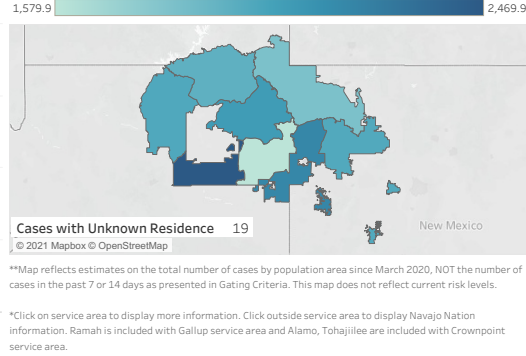 1,579.9 2,469.9
New Mexico
Cases with Unknown Residence 19
© 2021 Mapbox © OpenStreetMap
**Map reflects estimates on the total number of cases by population area since March 2020, NOT the number of
cases in the past 7 or 14 days as presented in Gating Criteria. This map does not reflect current risk levels.
*Click on service area to display more information. Click outside service area to display Navajo Nation
information. Ramah is included with Gallup service area and Alamo, Tohajiilee are included with Crownpoint
service area.